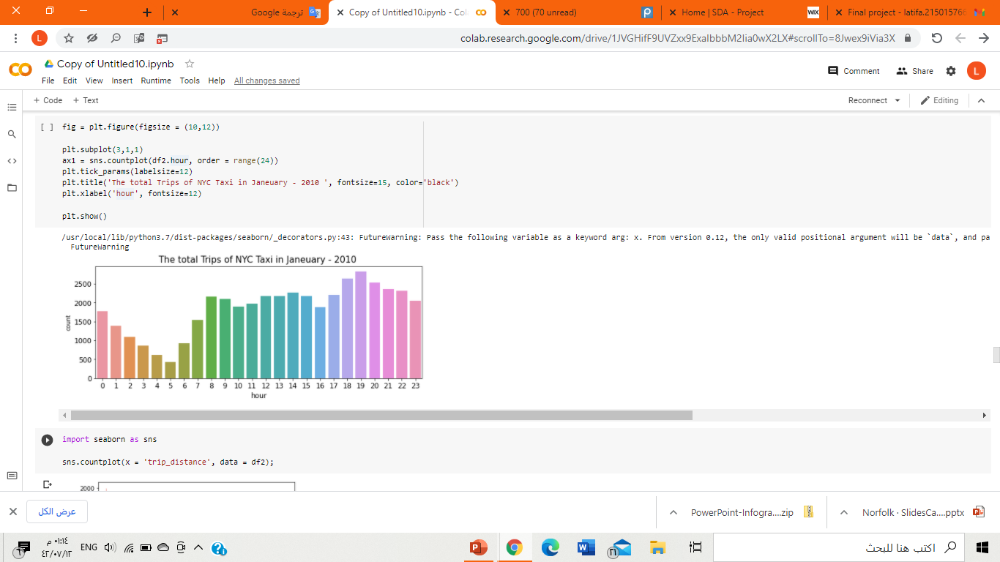 ترجمة Google
Copy of Untitled10.ipynb - Col
700 (70 unread)
Home | SDA - Project
WiX
Final project - latifa.215015766
L
colab.research.google.com/drive/1JVGHifF9UVZxx9ExaIbbbM2Iia0wX2LX#scrollTo=8Jwex9iVia3X
Copy of Untitled10.ipynb
File Edit View Insert Runtime Tools Help All changes saved
Comment Share L
+ Code + Text
Reconnect Editing
[ ] fig = plt.figure(figsize = (10,12))
plt.subplot(3,1,1)
ax1 = sns.countplot(df2.hour, order = range(24))
plt.tick_params(labelsize=12)
plt.title('The total Trips of NYC Taxi in Janeuary - 2010 ', fontsize=15, color='black')
plt.xlabel('hour', fontsize=12)
plt.show()
/usr/local/lib/python3.7/dist-packages/seaborn/_decorators.py:43: FutureWarning: Pass the following variable as a keyword arg: x. From version 0.12, the only valid positional argument will be `data`, and pa
FutureWarning
The total Trips of NYC Taxi in Janeuary - 2010
2500
2000
1500
1000
500
0
count
0 1 2 3 4 5 6 7 8 9 10 11 12 13 14 15 16 17 18 19 20 21 22 23
hour
import seaborn as sns
sns.countplot(x = 'trip_distance', data = df2);
2000
عرض الكل
PowerPoint-Infogra....zip
Norfolk · SlidesCa....pptx
٠١:١٤ م
٤٣/٠٧/١٣
ENG
٢١
اكتب هنا للبحث